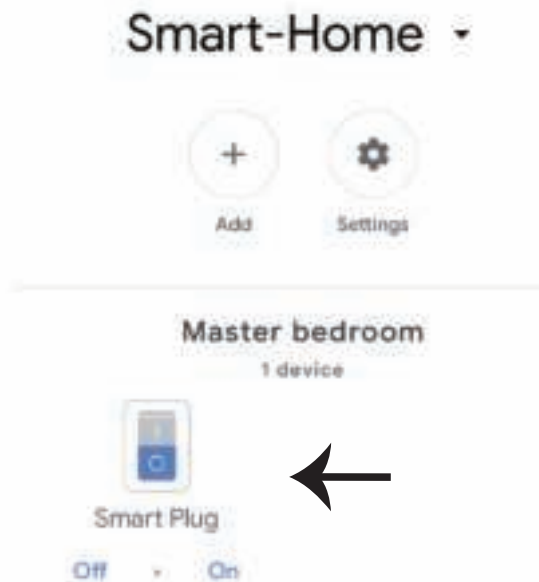 Smart-Home
Add Settings
Master bedroom
1 device
Smart Plug
Off • On